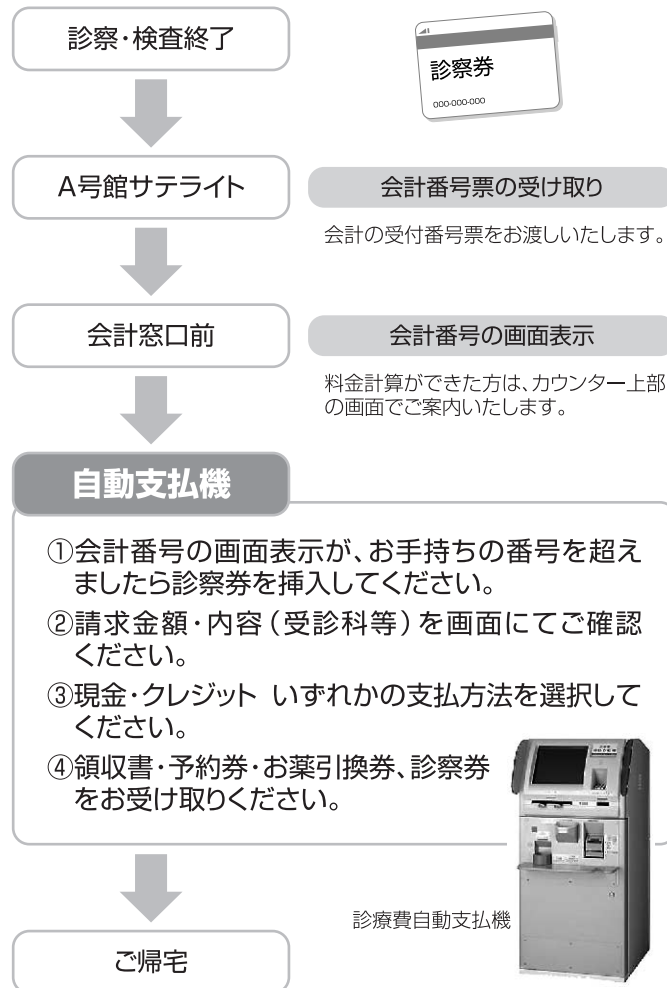 診察・検査終了
診察券
000-000-000
A号館サテライト
会計番号票の受け取り
会計の受付番号票をお渡しいたします。
会計窓口前
会計番号の画面表示
料金計算ができた方は、カウンター上部
の画面でご案内いたします。
自動支払機
①会計番号の画面表示が、お手持ちの番号を超え
ましたら診察券を挿入してください。
②請求金額・内容（受診科等）を画面にてご確認
ください。
③現金・クレジット いずれかの支払方法を選択して
ください。
④領収書・予約券・お薬引換券、診察券
をお受け取りください。
診療費自動支払機
ご帰宅